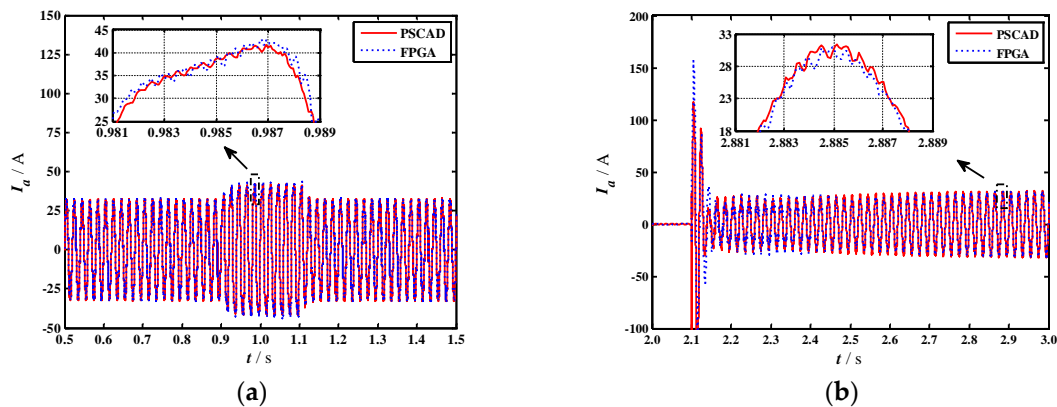 150
125
100
75
50
25
0
-25
-50
I_a / A
0.5 0.6 0.7 0.8 0.9 1.0 1.1 1.2 1.3 1.4 1.5
t / s
45
40
35
30
25
0.981 0.983 0.985 0.987 0.989
PSCAD
FPGA
(a)
200
150
100
50
0
-50
-100
I_a / A
2.0 2.1 2.2 2.3 2.4 2.5 2.6 2.7 2.8 2.9 3.0
t / s
33
28
23
18
2.881 2.883 2.885 2.887 2.889
PSCAD
FPGA
(b)